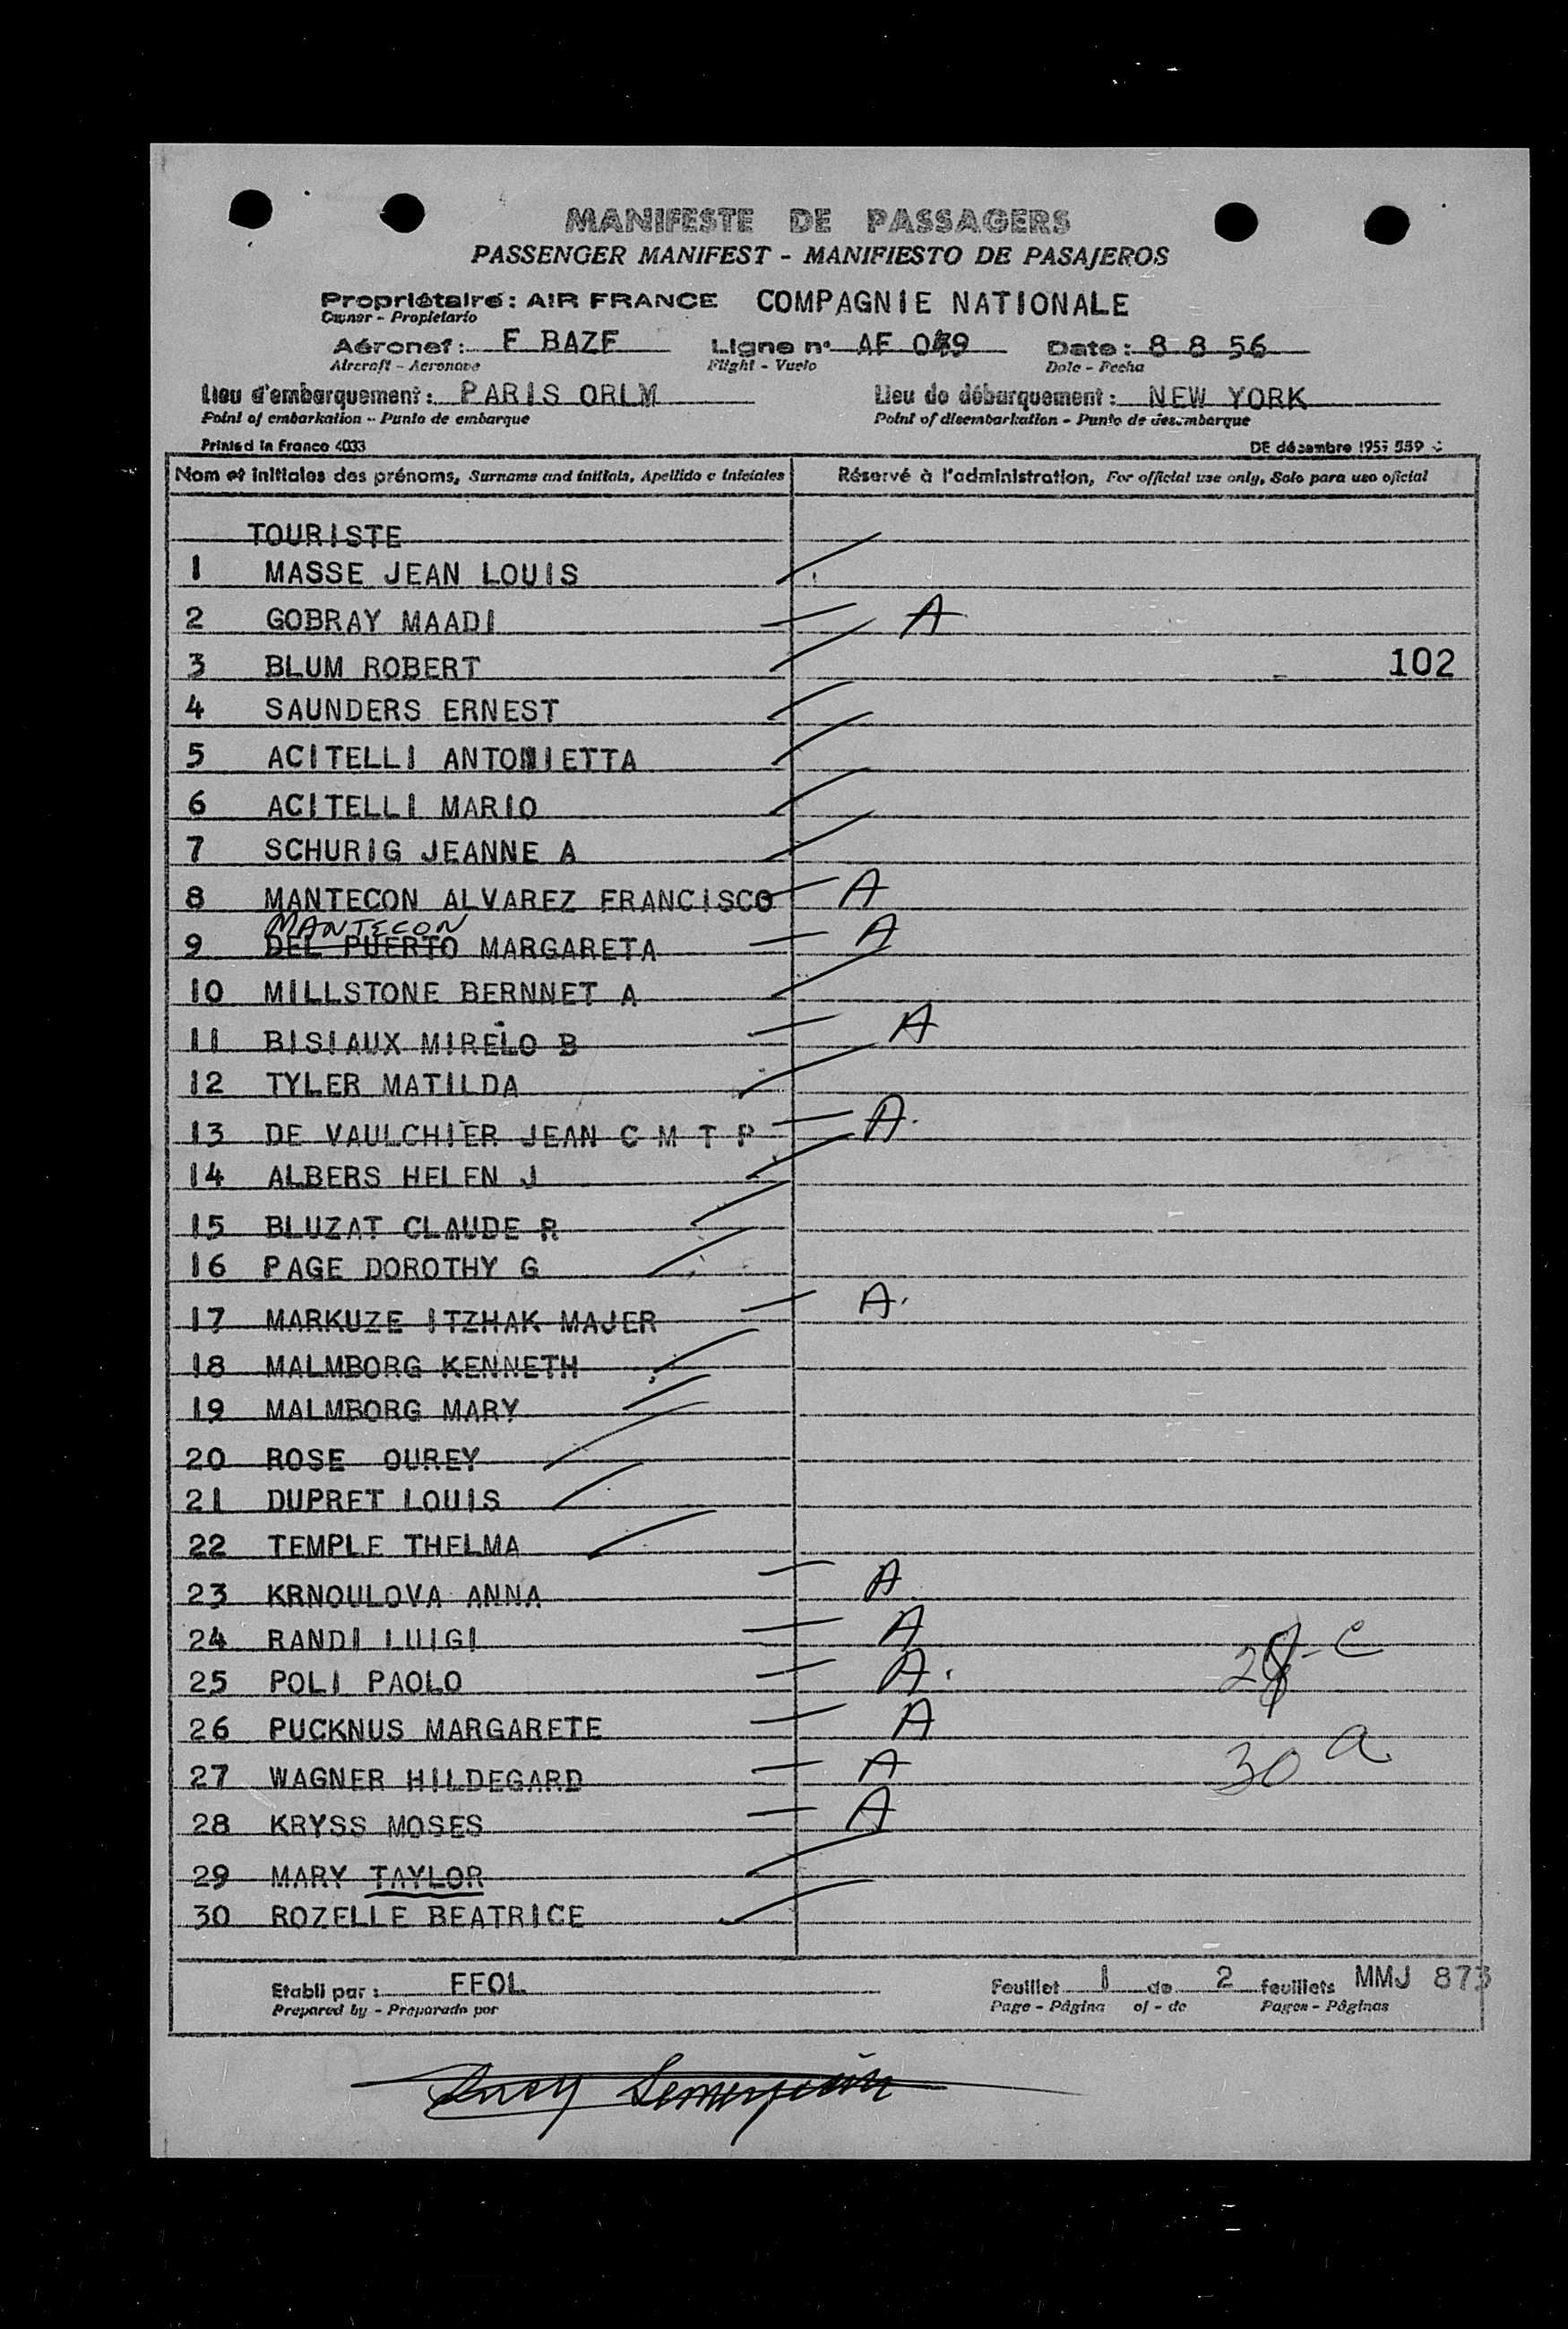 MANIFESTE DE PASSAGERS
PASSENGER MANIFEST - MANIFIESTO DE PASAJEROS
Propriétaire : AIR FRANCE COMPAGNIE NATIONALE
Owner - Propietario
Aéronef : F BAZF Ligne n° AF 039 Date : 8 8 56
Aircraft - Aeronave Flight - Vuelo Date - Fecha
Lieu d'embarquement : PARIS ORLM Lieu de débarquement : NEW YORK
Point of embarkation - Punto de embarque Point of disembarkation - Punto de desembarque
Printed in France 4033 DE décembre 195
Nom et initiales des prénoms, Surname and initials, Apellido e iniciales Réservé à l'administration, For official use only, Solo para uso oficial
TOURISTE
1 MASSE JEAN LOUIS
2 GOBRAY MAADI A
3 BLUM ROBERT 102
4 SAUNDERS ERNEST
5 ACITELLI ANTONIETTA
6 ACITELLI MARIO
7 SCHURIG JEANNE A
8 MANTECON ALVAREZ FRANCISCO A
MANTECON
9 DEL PUERTO MARGARETA A
10 MILLSTONE BERNNET A
11 BISIAUX MIRELO B A
12 TYLER MATILDA
13 DE VAULCHIER JEAN C M T P A.
14 ALBERS HELEN J
15 BLUZAT CLAUDE R
16 PAGE DOROTHY G
17 MARKUZE ITZHAK MAJER A.
18 MALMBORG KENNETH
19 MALMBORG MARY
20 ROSE OUREY
21 DUPRET LOUIS
22 TEMPLE THELMA
23 KRNOULOVA ANNA A
24 RANDI LUIGI A
25 POLI PAOLO A. C
26 PUCKNUS MARGARETE A
27 WAGNER HILDEGARD A 30 a
28 KRYSS MOSES A
29 MARY TAYLOR
30 ROZELLE BEATRICE
Etabli par : FFOL Feuillet 1 de 2 feuillets MMJ 873
Prepared by - Preparado por Page - Página of - de Pages - Páginas